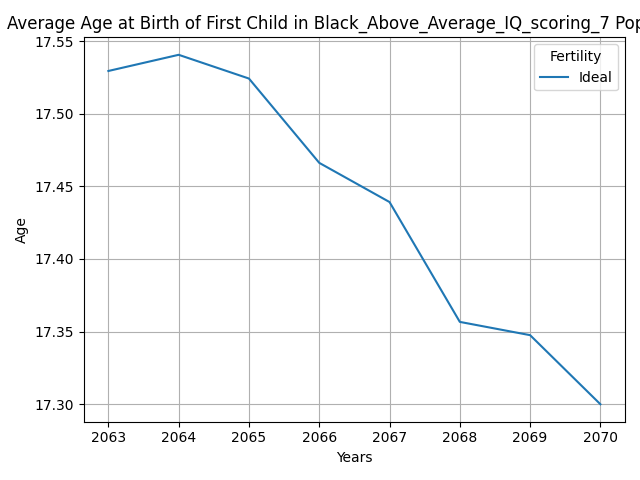 Average Age at Birth of First Child in Black_Above_Average_IQ_scoring_7 Pop
17.55
17.50
17.45
17.40
17.35
17.30
Age
Fertility
Ideal
2063 2064 2065 2066 2067 2068 2069 2070
Years